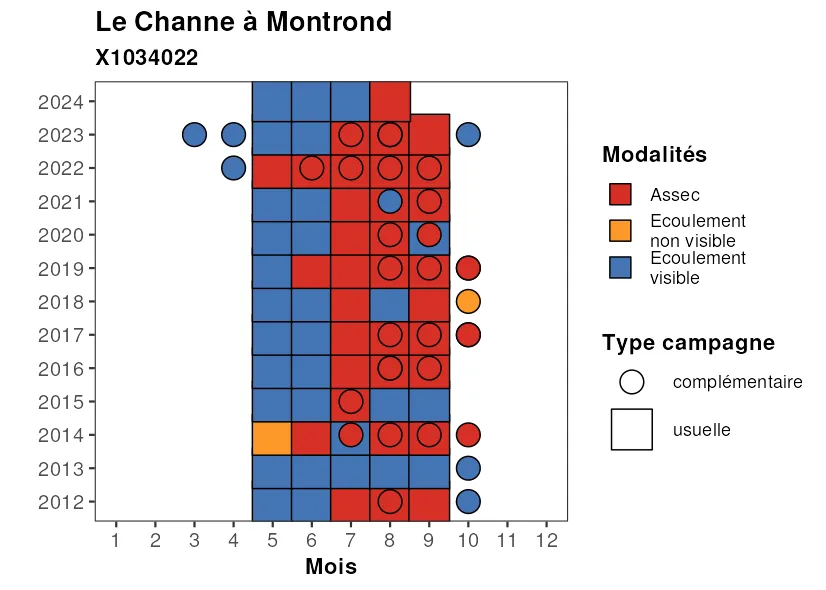 Le Channe à Montrond
X1034022
2024
2023
2022
2021
2020
2019
2018
2017
2016
2015
2014
2013
2012
1 2 3 4 5 6 7 8 9 10 11 12
Mois
Modalités
Assec
Ecoulement
non visible
Ecoulement
visible
Type campagne
complémentaire
usuelle